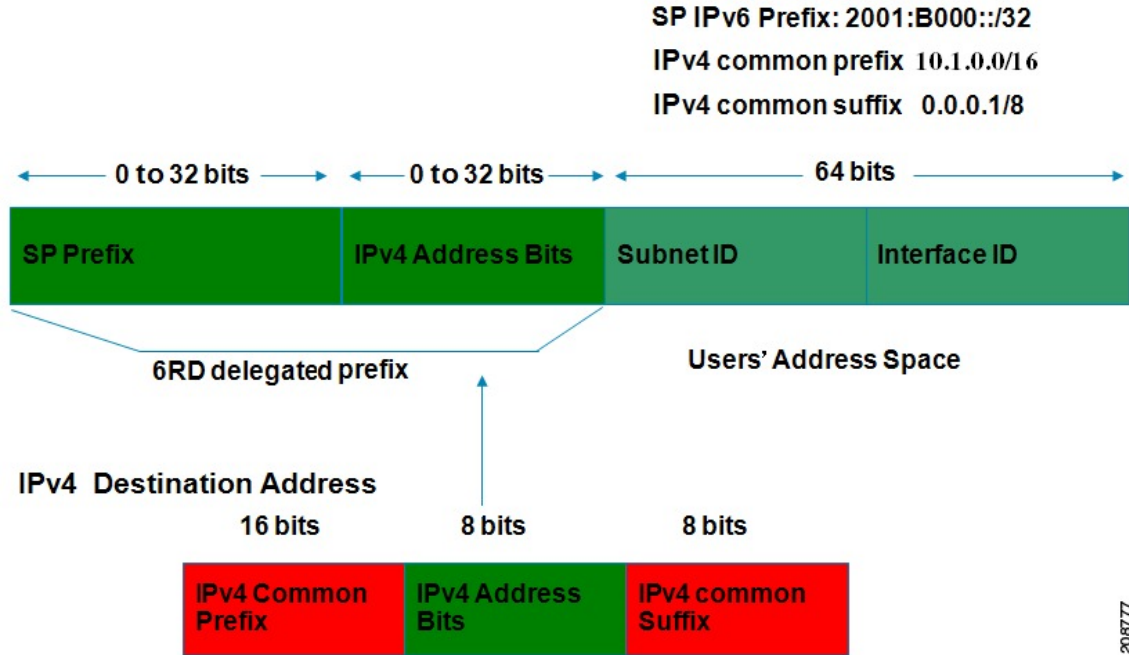 SP IPv6 Prefix: 2001:B000::/32
IPv4 common prefix 10.1.0.0/16
IPv4 common suffix 0.0.0.1/8
0 to 32 bits
0 to 32 bits
64 bits
SP Prefix
IPv4 Address Bits
Subnet ID
Interface ID
6RD delegated prefix
Users' Address Space
IPv4 Destination Address
16 bits
8 bits
8 bits
IPv4 Common
Prefix
IPv4 Address
Bits
IPv4 common
Suffix
208777